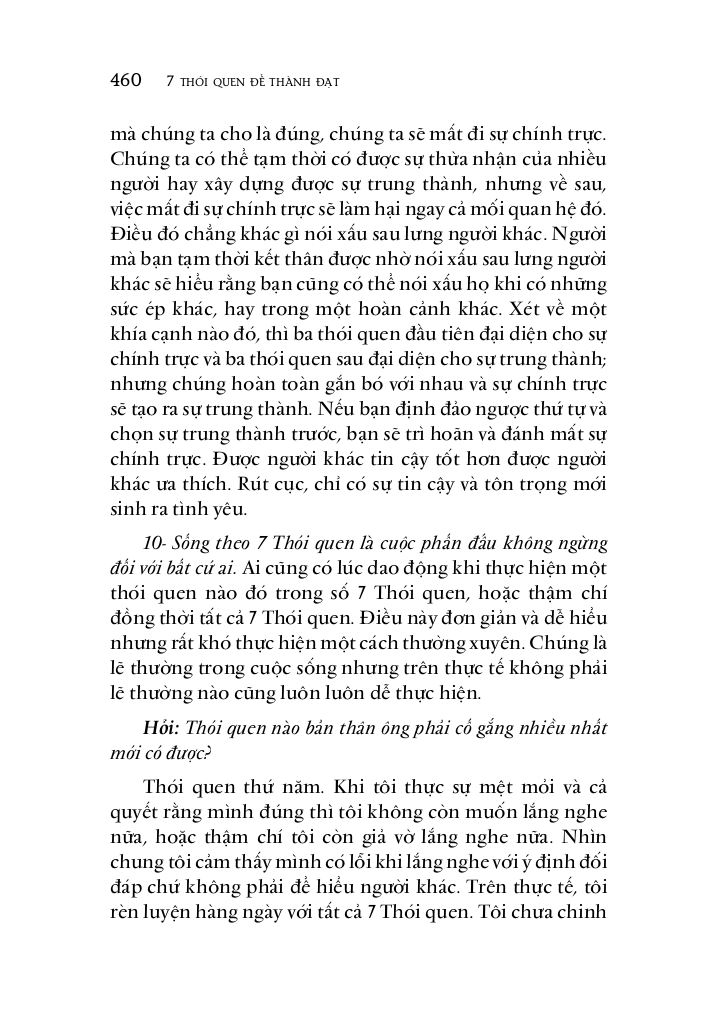 460 7 THÓI QUEN ĐỂ THÀNH ĐẠT
mà chúng ta cho là đúng, chúng ta sẽ mất đi sự chính trực.
Chúng ta có thể tạm thời có được sự thừa nhận của nhiều
người hay xây dựng được sự trung thành, nhưng về sau,
việc mất đi sự chính trực sẽ làm hại ngay cả mối quan hệ đó.
Điều đó chẳng khác gì nói xấu sau lưng người khác. Người
mà bạn tạm thời kết thân được nhờ nói xấu sau lưng người
khác sẽ hiểu rằng bạn cũng có thể nói xấu họ khi có những
sức ép khác, hay trong một hoàn cảnh khác. Xét về một
khía cạnh nào đó, thì ba thói quen đầu tiên đại diện cho sự
chính trực và ba thói quen sau đại diện cho sự trung thành;
nhưng chúng hoàn toàn gắn bó với nhau và sự chính trực
sẽ tạo ra sự trung thành. Nếu bạn định đảo ngược thứ tự và
chọn sự trung thành trước, bạn sẽ trì hoãn và đánh mất sự
chính trực. Được người khác tin cậy tốt hơn được người
khác ưa thích. Rút cục, chỉ có sự tin cậy và tôn trọng mới
sinh ra tình yêu.
10- Sống theo 7 Thói quen là cuộc phấn đấu không ngừng
đối với bất cứ ai. Ai cũng có lúc dao động khi thực hiện một
thói quen nào đó trong số 7 Thói quen, hoặc thậm chí
đồng thời tất cả 7 Thói quen. Điều này đơn giản và dễ hiểu
nhưng rất khó thực hiện một cách thường xuyên. Chúng là
lẽ thường trong cuộc sống nhưng trên thực tế không phải
lẽ thường nào cũng luôn luôn dễ thực hiện.
Hỏi: Thói quen nào bản thân ông phải cố gắng nhiều nhất
mới có được?
Thói quen thứ năm. Khi tôi thực sự mệt mỏi và cả
quyết rằng mình đúng thì tôi không còn muốn lắng nghe
nữa, hoặc thậm chí tôi còn giả vờ lắng nghe nữa. Nhìn
chung tôi cảm thấy mình có lỗi khi lắng nghe với ý định đối
đáp chứ không phải để hiểu người khác. Trên thực tế, tôi
rèn luyện hàng ngày với tất cả 7 Thói quen. Tôi chưa chinh